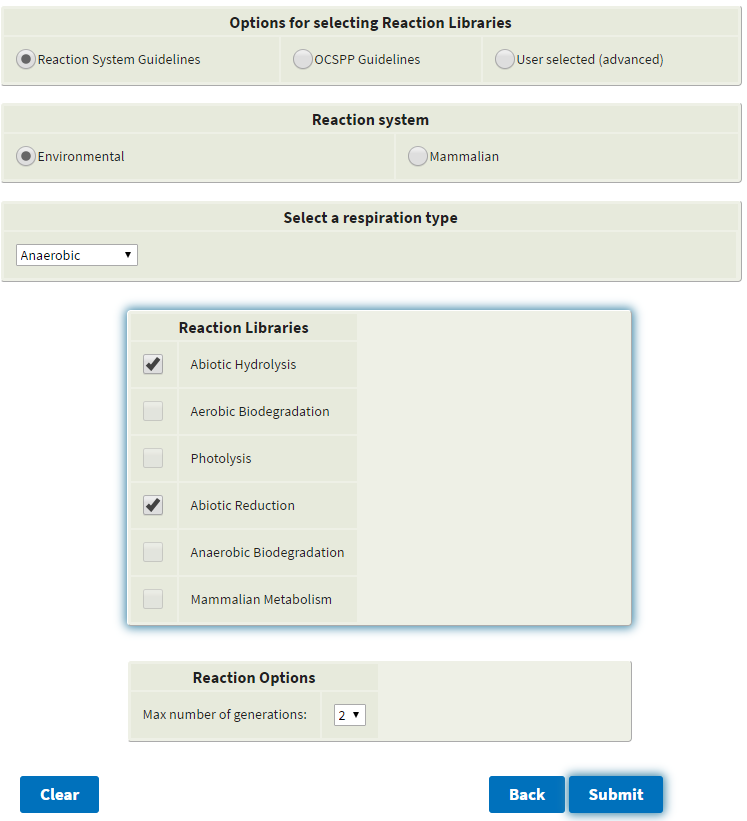 Options for selecting Reaction Libraries
Reaction System Guidelines OCSPP Guidelines User selected (advanced)
Reaction system
Environmental Mammalian
Select a respiration type
Anaerobic
Reaction Libraries
Abiotic Hydrolysis
Aerobic Biodegradation
Photolysis
Abiotic Reduction
Anaerobic Biodegradation
Mammalian Metabolism
Reaction Options
Max number of generations: 2
Clear Back Submit